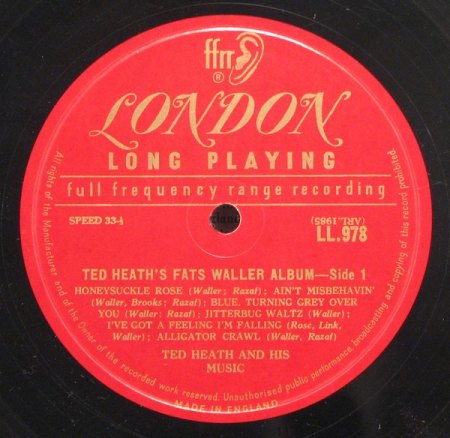 ffrr
®
LONDON
LONG PLAYING
full frequency range recording
SPEED 33⅓
(ARL.1985)
LL.978
TED HEATH'S FATS WALLER ALBUM—Side 1
HONEYSUCKLE ROSE (Waller; Razaf); AIN'T MISBEHAVIN'
(Waller, Brooks; Razaf); BLUE, TURNING GREY OVER
YOU (Waller; Razaf); JITTERBUG WALTZ (Waller);
I'VE GOT A FEELING I'M FALLING (Rose, Link,
Waller); ALLIGATOR CRAWL (Waller, Razaf)
TED HEATH AND HIS
MUSIC
All rights of the Manufacturer and of the Owner of the recorded work reserved. Unauthorised public performance, broadcasting and copying of this record prohibited
MADE IN ENGLAND